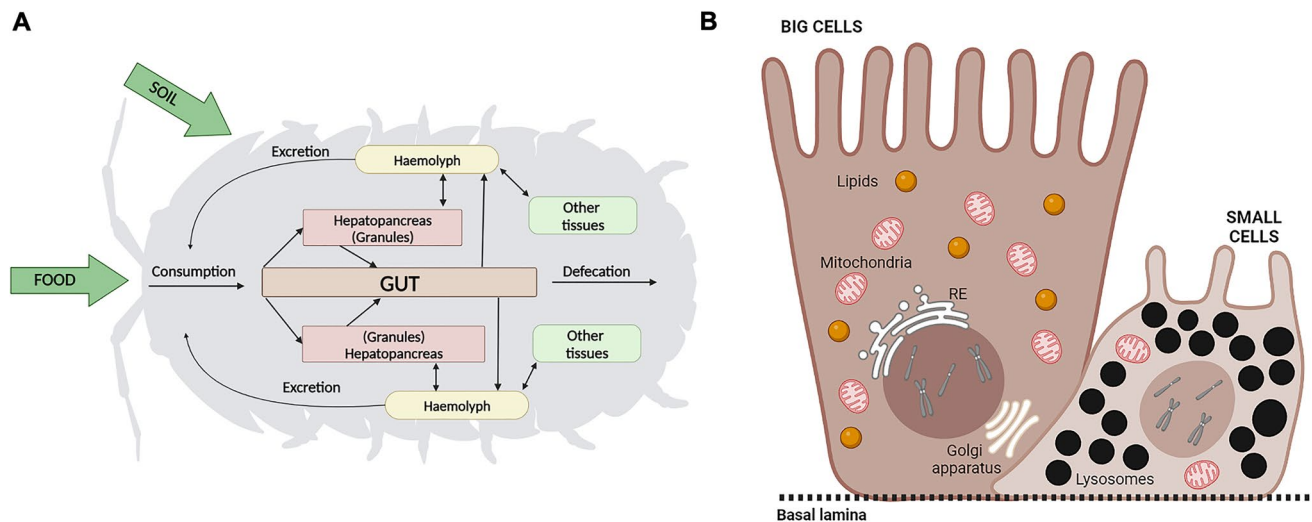 A
SOIL
FOOD
Excretion
Haemolyph
Hepatopancreas
(Granules)
Other
tissues
Consumption
GUT
Defecation
(Granules)
Hepatopancreas
Other
tissues
Excretion
Haemolyph
B
BIG CELLS
Lipids
Mitochondria
RE
Golgi
apparatus
SMALL
CELLS
Lysosomes
Basal lamina